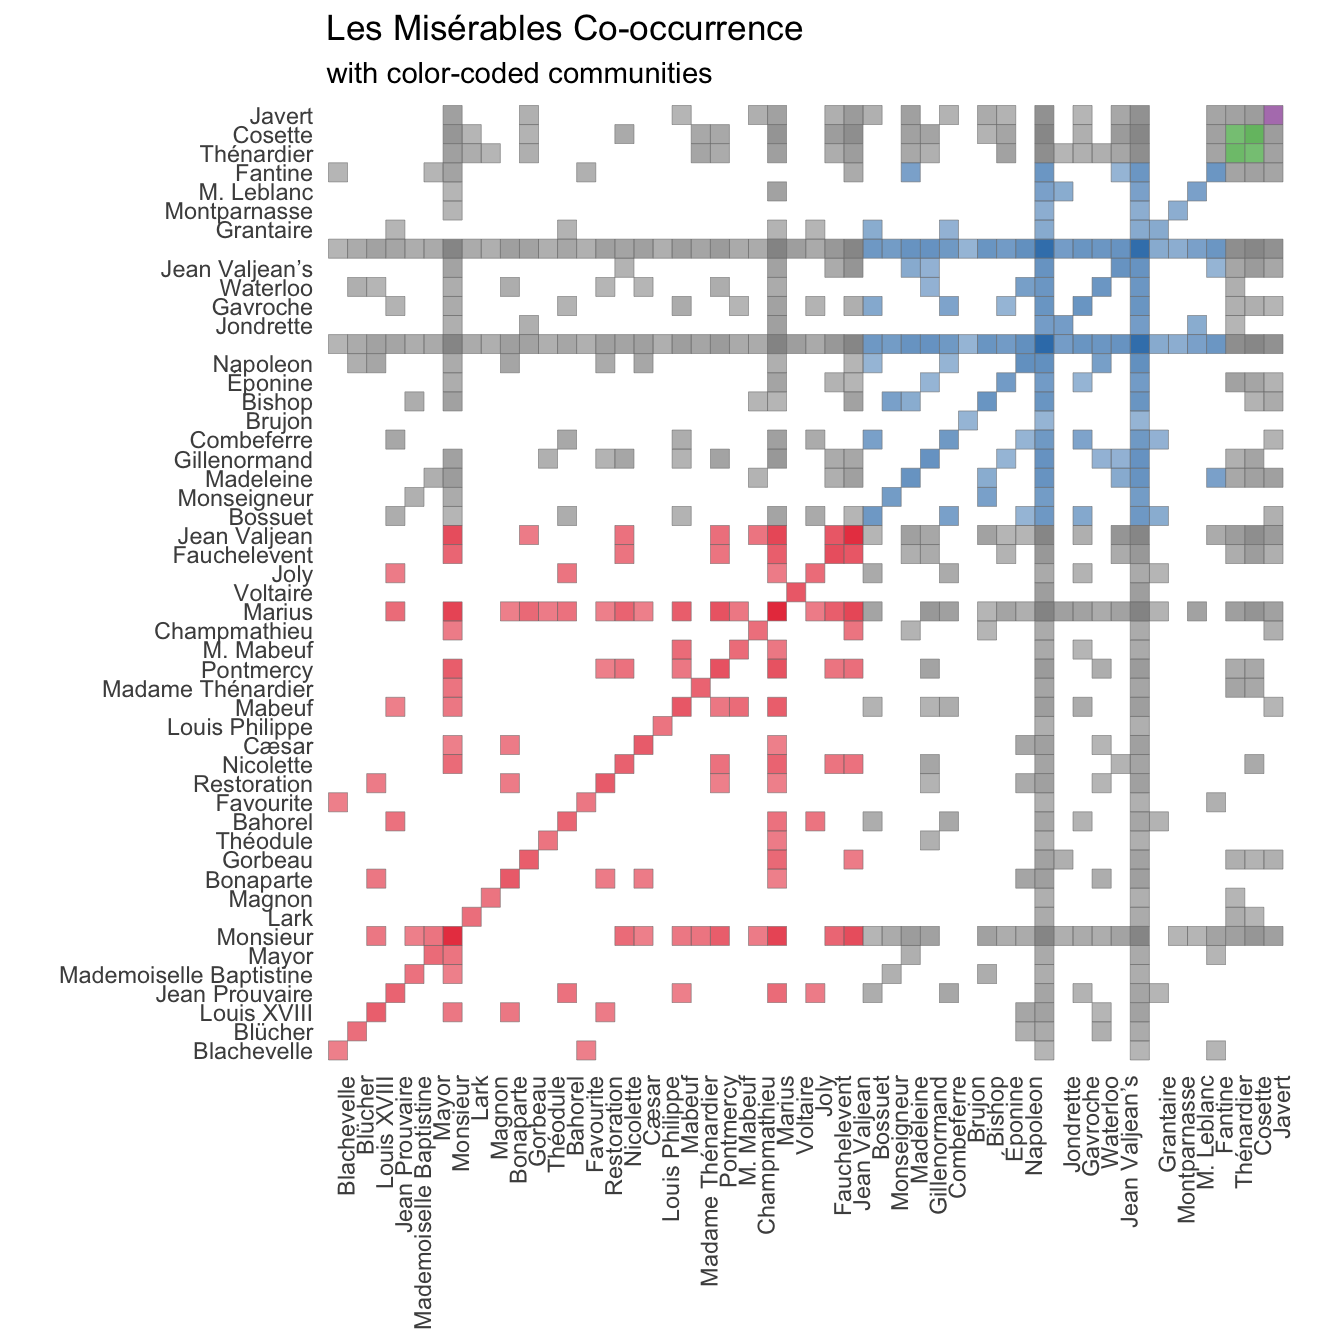 Les Misérables Co-occurrence
with color-coded communities
Javert
Cosette
Thénardier
Fantine
M. Leblanc
Montparnasse
Grantaire
Jean Valjean’s
Waterloo
Gavroche
Jondrette
Napoleon
Éponine
Bishop
Brujon
Combeferre
Gillenormand
Madeleine
Monseigneur
Bossuet
Jean Valjean
Fauchelevent
Joly
Voltaire
Marius
Champmathieu
M. Mabeuf
Pontmercy
Madame Thénardier
Mabeuf
Louis Philippe
Cæsar
Nicolette
Restoration
Favourite
Bahorel
Théodule
Gorbeau
Bonaparte
Magnon
Lark
Monsieur
Mayor
Mademoiselle Baptistine
Jean Prouvaire
Louis XVIII
Blücher
Blachevelle
Blachevelle
Blücher
Louis XVIII
Jean Prouvaire
Mademoiselle Baptistine
Mayor
Monsieur
Lark
Magnon
Bonaparte
Gorbeau
Théodule
Bahorel
Favourite
Restoration
Nicolette
Cæsar
Louis Philippe
Mabeuf
Madame Thénardier
Pontmercy
M. Mabeuf
Champmathieu
Marius
Voltaire
Joly
Fauchelevent
Jean Valjean
Bossuet
Monseigneur
Madeleine
Gillenormand
Combeferre
Brujon
Bishop
Éponine
Napoleon
Jondrette
Gavroche
Waterloo
Jean Valjean’s
Grantaire
Montparnasse
M. Leblanc
Fantine
Thénardier
Cosette
Javert